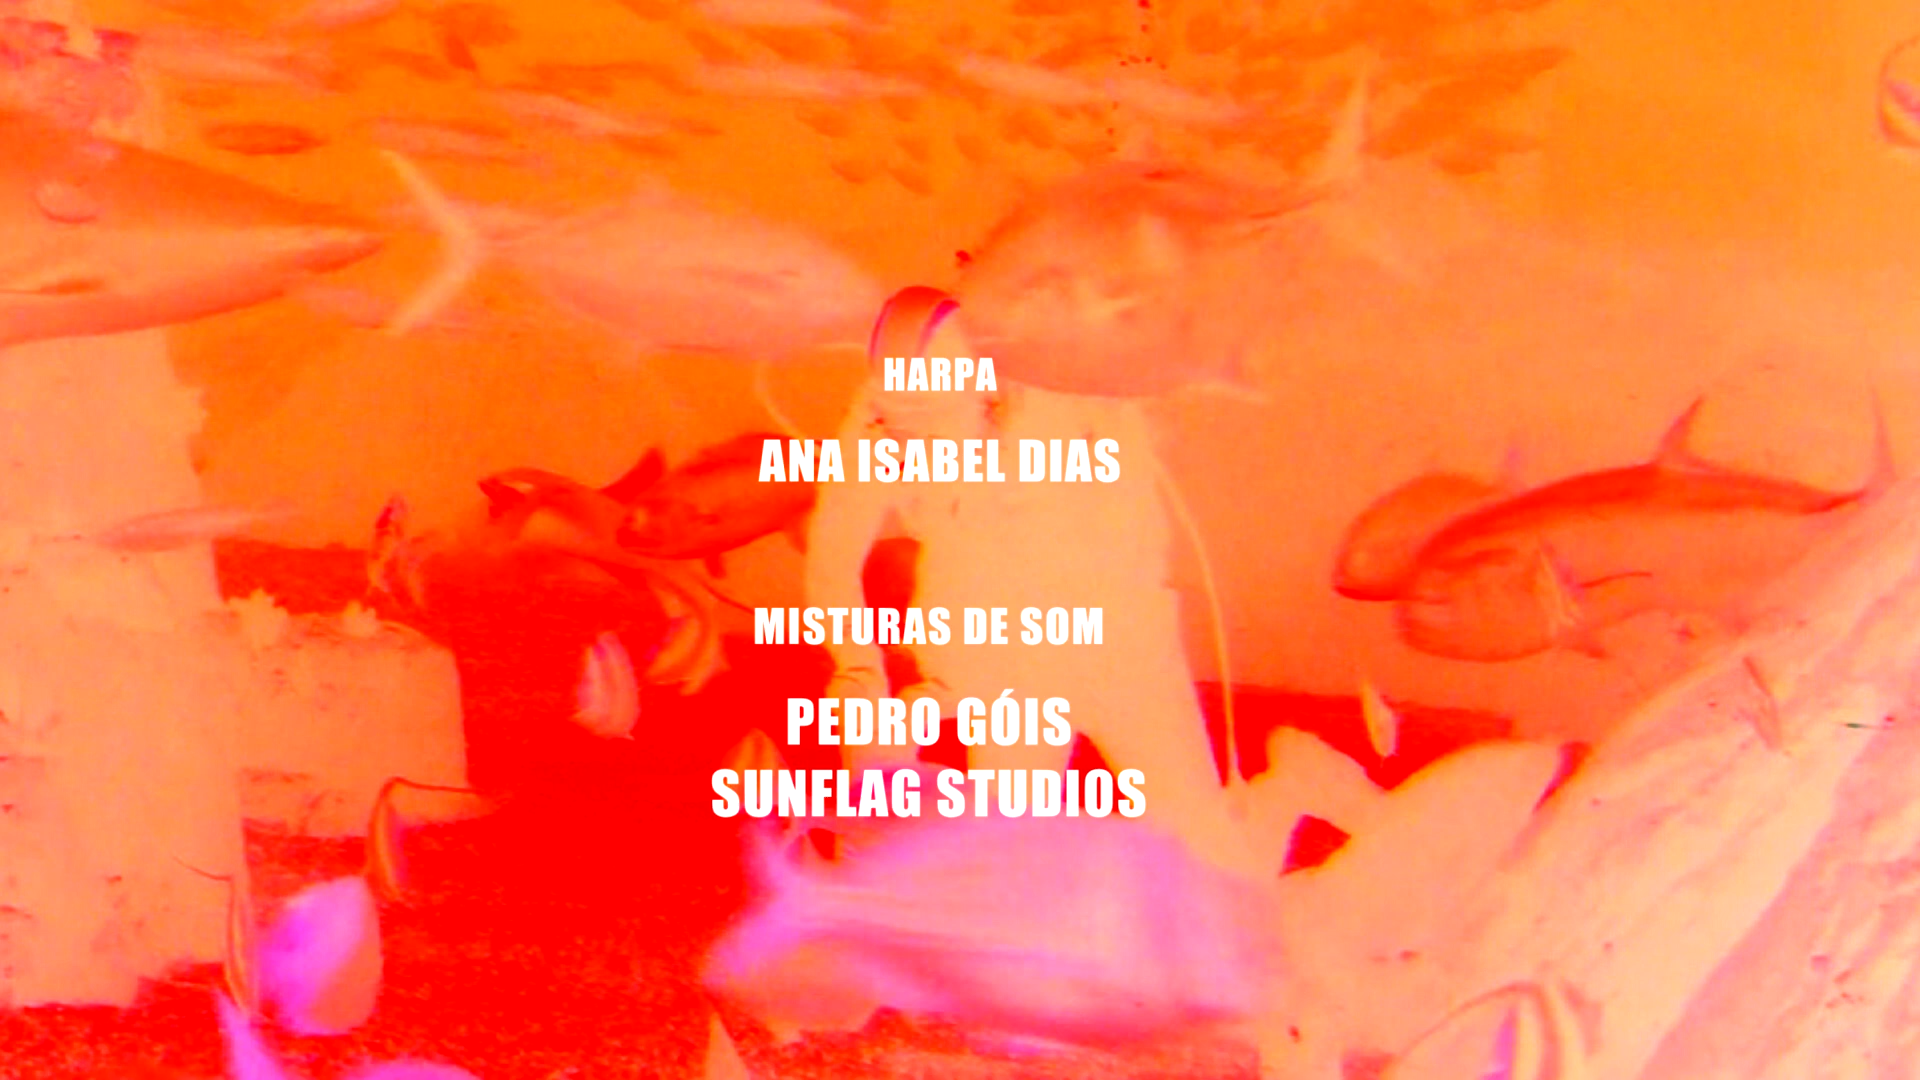 HARPA
ANA ISABEL DIAS
MISTURAS DE SOM
PEDRO GÓIS
SUNFLAG STUDIOS